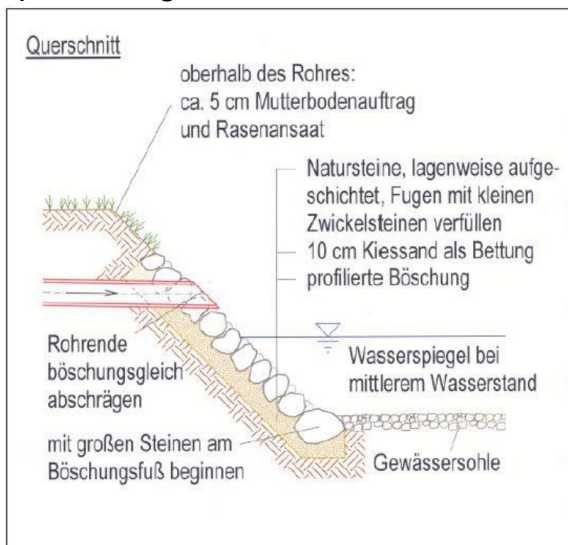 Querschnitt
oberhalb des Rohres:
ca. 5 cm Mutterbodenauftrag
und Rasenansaat
Natursteine, lagenweise aufge-
schichtet, Fugen mit kleinen
Zwickelsteinen verfüllen
10 cm Kiessand als Bettung
profilierte Böschung
Rohrende
böschungsgleich
abschrägen
Wasserspiegel bei
mittlerem Wasserstand
mit großen Steinen am
Böschungsfuß beginnen
Gewässersohle